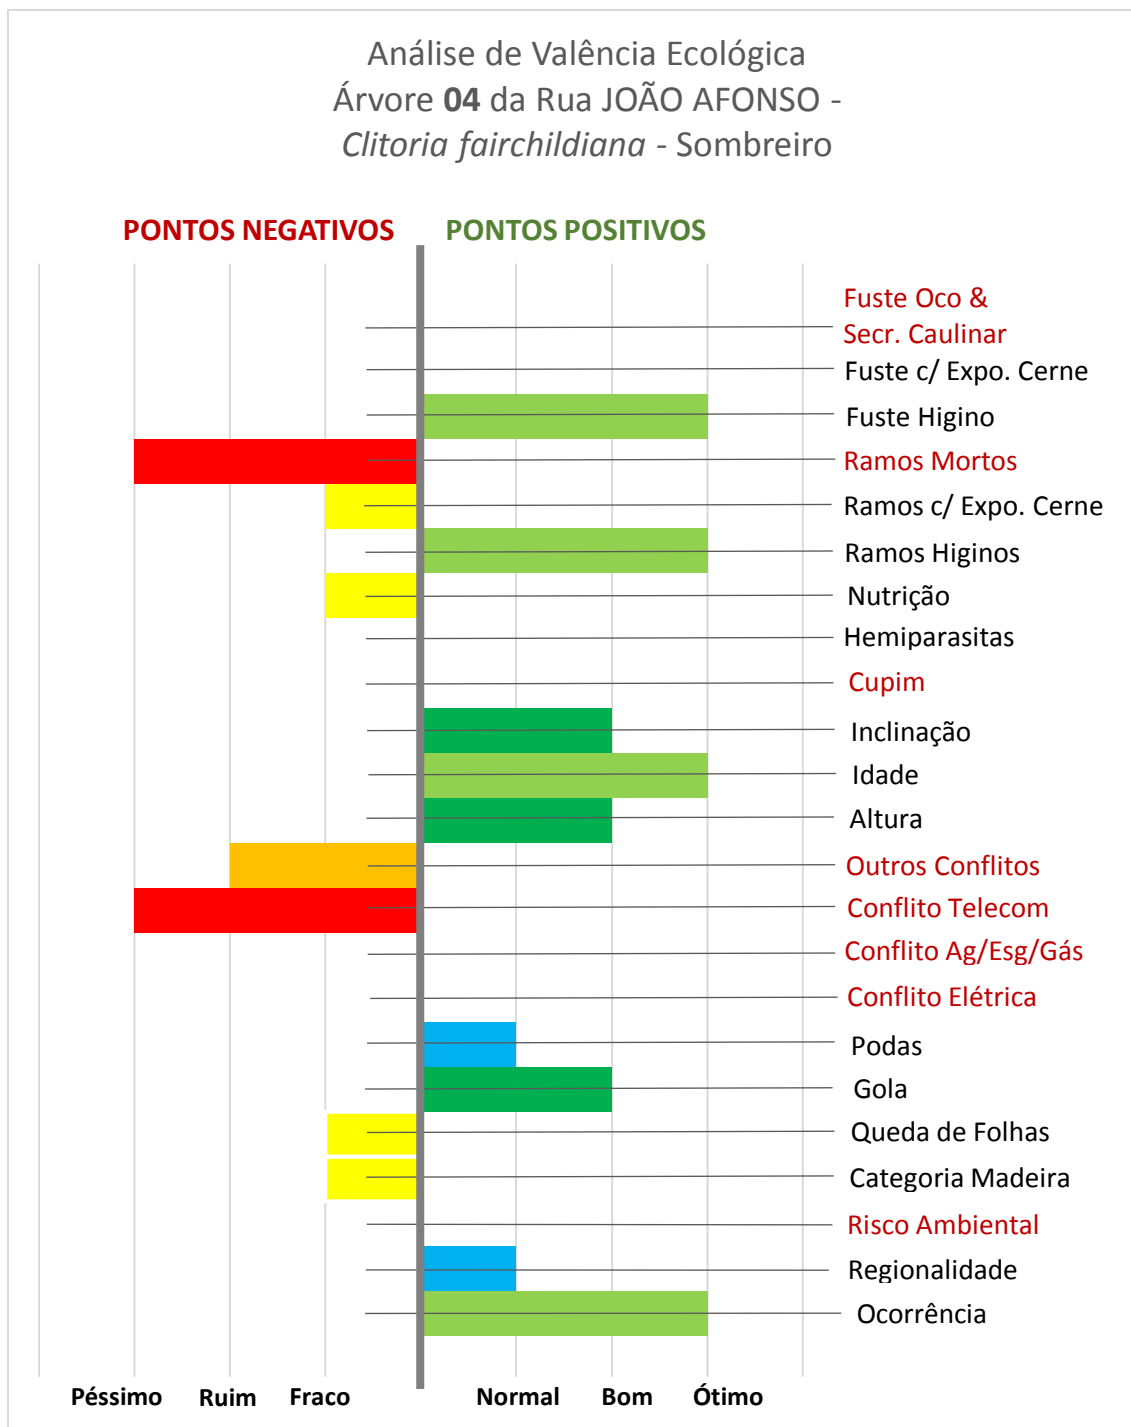 Análise de Valência Ecológica
Árvore 04 da Rua JOÃO AFONSO -
Clitoria fairchildiana - Sombreiro
PONTOS NEGATIVOS
PONTOS POSITIVOS
Fuste Oco &
Secr. Caulinar
Fuste c/ Expo. Cerne
Fuste Higino
Ramos Mortos
Ramos c/ Expo. Cerne
Ramos Higinos
Nutrição
Hemiparasitas
Cupim
Inclinação
Idade
Altura
Outros Conflitos
Conflito Telecom
Conflito Ag/Esg/Gás
Conflito Elétrica
Podas
Gola
Queda de Folhas
Categoria Madeira
Risco Ambiental
Regionalidade
Ocorrência
Péssimo Ruim Fraco Normal Bom Ótimo